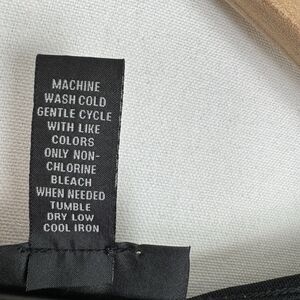 MACHINE
WASH COLD
GENTLE CYCLE
WITH LIKE
COLORS
ONLY NON-
CHLORINE
BLEACH
WHEN NEEDED
TUMBLE
DRY LOW
COOL IRON